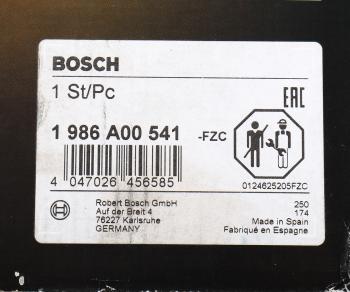 BOSCH
1 St/Pc
EAC
1 986 A00 541 -FZC
4 047026 456585
0124625205FZC
Robert Bosch GmbH
Auf der Breit 4
76227 Karlsruhe
GERMANY
250
174
Made in Spain
Fabriqué en Espagne